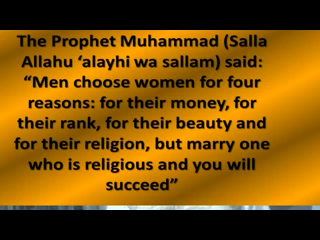 The Prophet Muhammad (Salla
Allahu ‘alayhi wa sallam) said:
“Men choose women for four
reasons: for their money, for
their rank, for their beauty and
for their religion, but marry one
who is religious and you will
succeed”